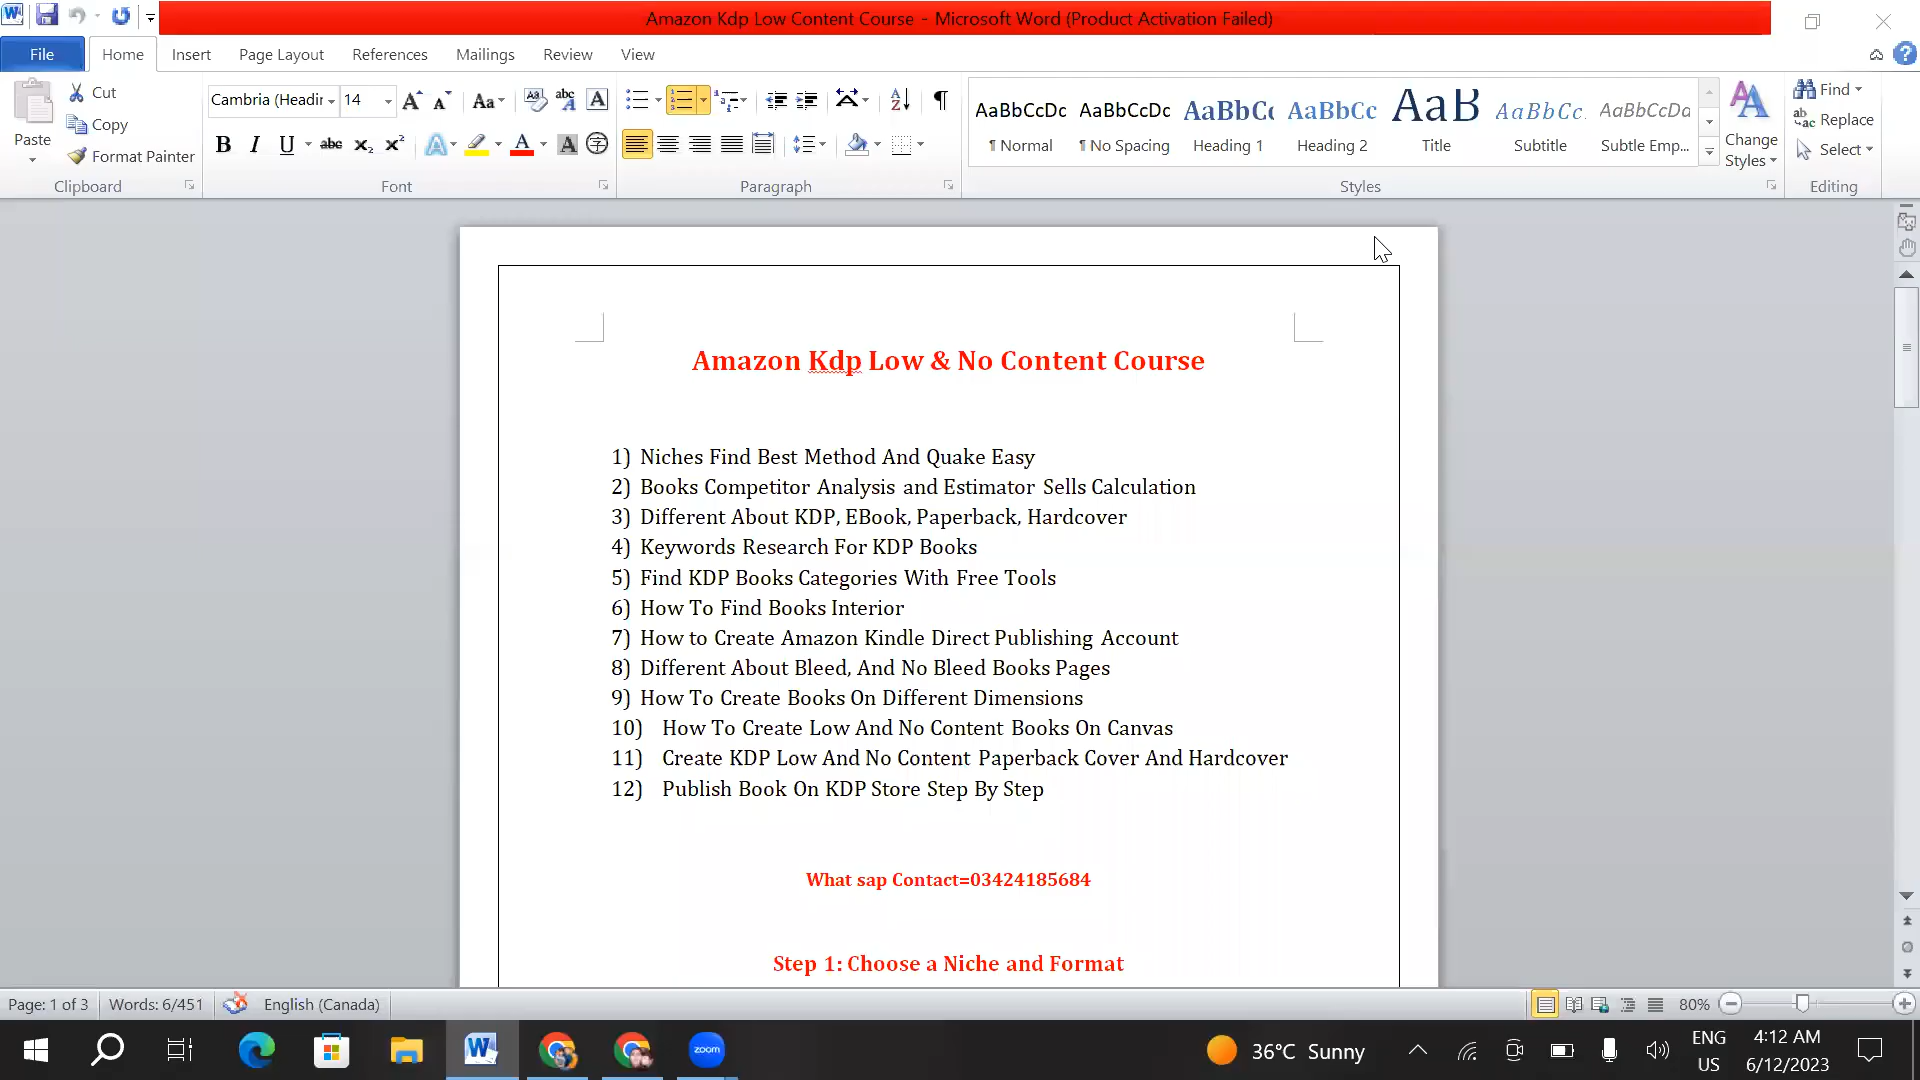 Amazon Kdp Low Content Course - Microsoft Word (Product Activation Failed)
File Home Insert Page Layout References Mailings Review View
Cut
Copy
Format Painter
Paste
Clipboard
Cambria (Headir 14
Font
Paragraph
AaBbCcDc AaBbCcDc AaBbCc AaBbCc AaB AaBbCc. AaBbCcDa
¶ Normal ¶ No Spacing Heading 1 Heading 2 Title Subtitle Subtle Emp...
Change Styles
Styles
Find
Replace
Select
Editing
Amazon Kdp Low & No Content Course
1) Niches Find Best Method And Quake Easy
2) Books Competitor Analysis and Estimator Sells Calculation
3) Different About KDP, EBook, Paperback, Hardcover
4) Keywords Research For KDP Books
5) Find KDP Books Categories With Free Tools
6) How To Find Books Interior
7) How to Create Amazon Kindle Direct Publishing Account
8) Different About Bleed, And No Bleed Books Pages
9) How To Create Books On Different Dimensions
10) How To Create Low And No Content Books On Canvas
11) Create KDP Low And No Content Paperback Cover And Hardcover
12) Publish Book On KDP Store Step By Step
What sap Contact=03424185684
Step 1: Choose a Niche and Format
Page: 1 of 3 Words: 6/451 English (Canada) 80%
zoom
36°C Sunny
ENG
US
4:12 AM
6/12/2023